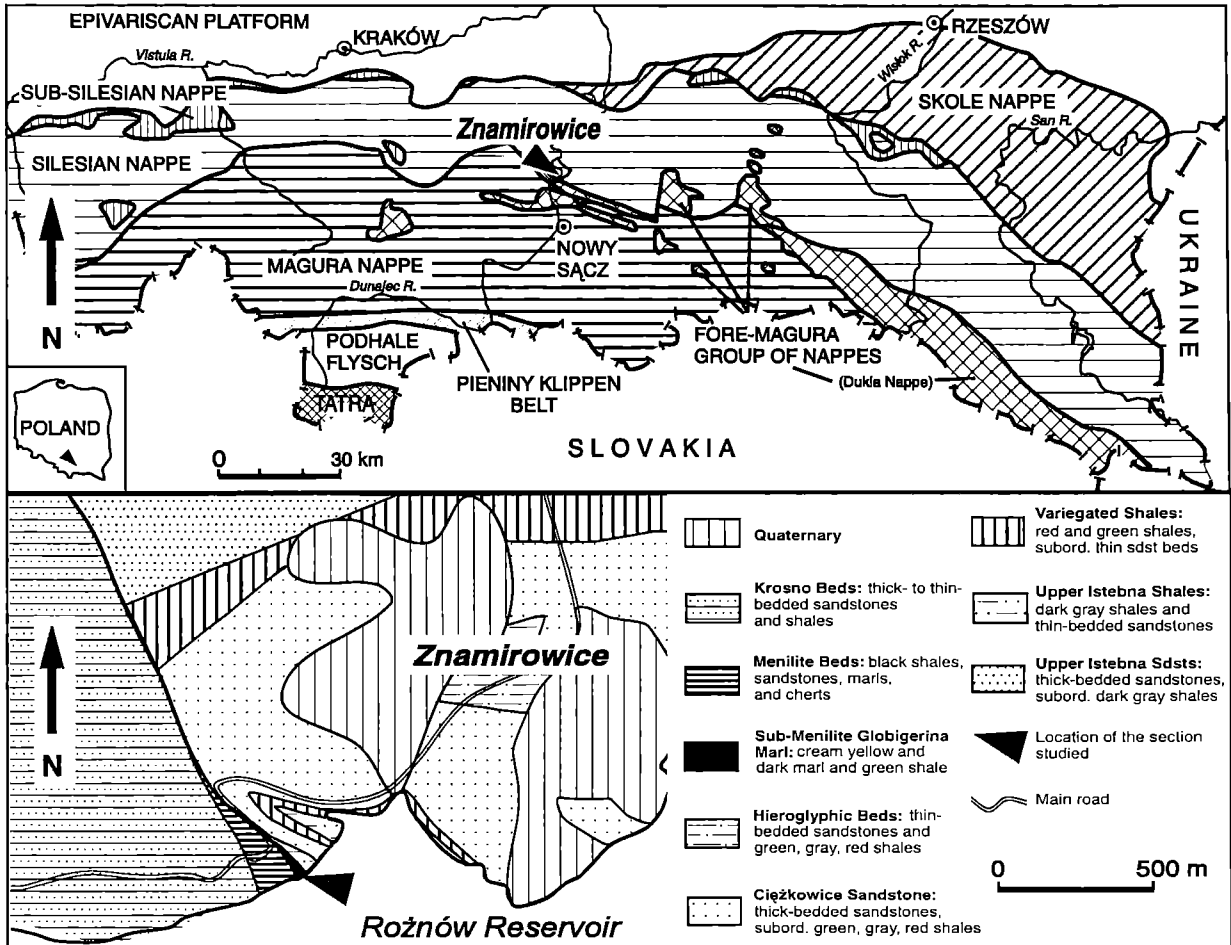 EPIVARISCAN PLATFORM
Vistula R.
KRAKÓW
RZESZÓW
Wisłok R.
SUB-SILESIAN NAPPE
SKOLE NAPPE
San R.
Znamirowice
SILESIAN NAPPE
UKRAINE
NOWY
SĄCZ
MAGURA NAPPE
Dunajec R.
N
PODHALE
FLYSCH
FORE-MAGURA
GROUP OF NAPPES
(Dukla Nappe)
PIENINY KLIPPEN
BELT
TATRA
POLAND
SLOVAKIA
0 30 km
Znamirowice
N
Rożnów Reservoir
Quaternary
Krosno Beds: thick- to thin-
bedded sandstones
and shales
Menilite Beds: black shales,
sandstones, marls,
and cherts
Sub-Menilite Globigerina
Marl: cream yellow and
dark marl and green shale
Hieroglyphic Beds: thin-
bedded sandstones and
green, gray, red shales
Ciężkowice Sandstone:
thick-bedded sandstones,
subord. green, gray, red shales
Variegated Shales:
red and green shales,
subord. thin sdst beds
Upper Istebna Shales:
dark gray shales and
thin-bedded sandstones
Upper Istebna Sdsts:
thick-bedded sandstones,
subord. dark gray shales
Location of the section
studied
Main road
0 500 m